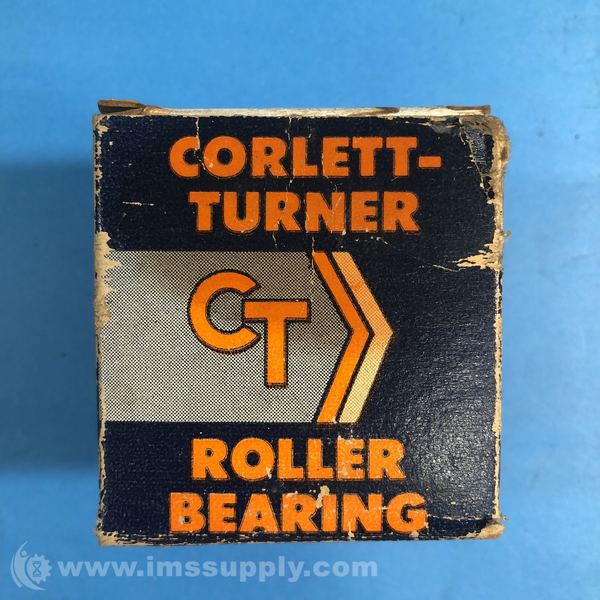 CORLETT-
TURNER
CT
ROLLER
BEARING
www.imssupply.com